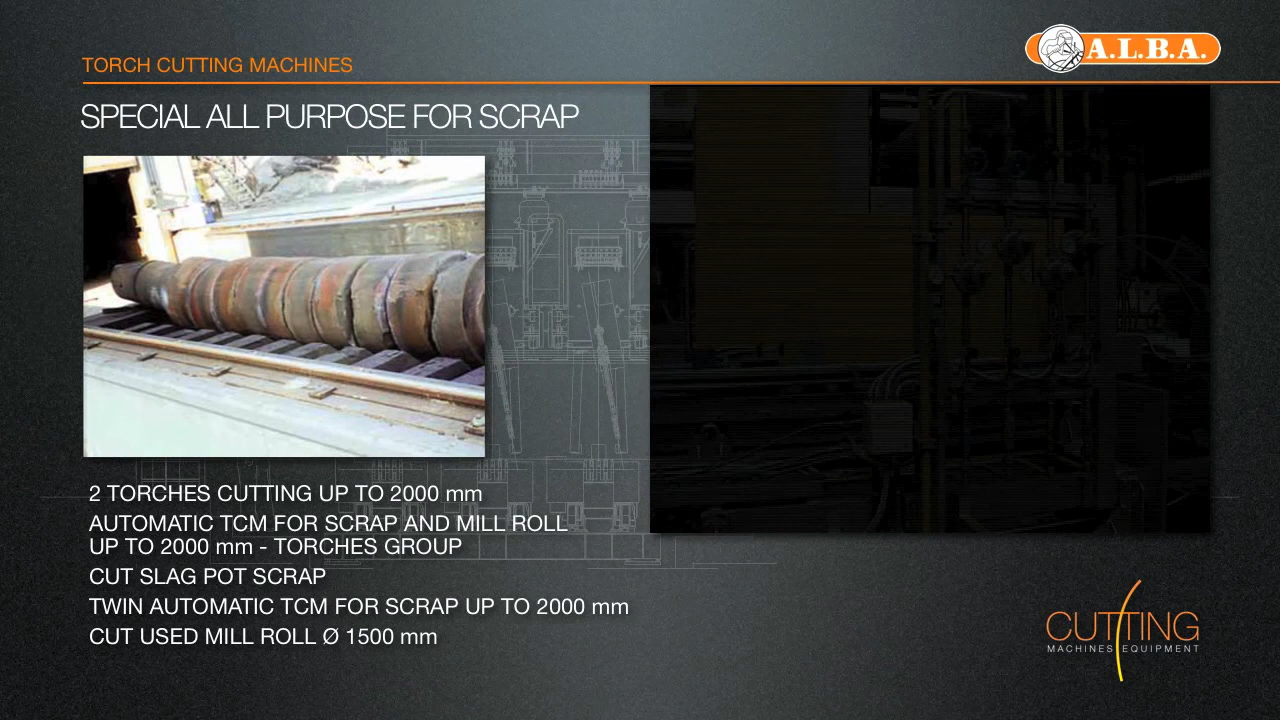 TORCH CUTTING MACHINES
A.L.B.A.
SPECIAL ALL PURPOSE FOR SCRAP
2 TORCHES CUTTING UP TO 2000 mm
AUTOMATIC TCM FOR SCRAP AND MILL ROLL
UP TO 2000 mm - TORCHES GROUP
CUT SLAG POT SCRAP
TWIN AUTOMATIC TCM FOR SCRAP UP TO 2000 mm
CUT USED MILL ROLL Ø 1500 mm
CUTTING
MACHINES EQUIPMENT